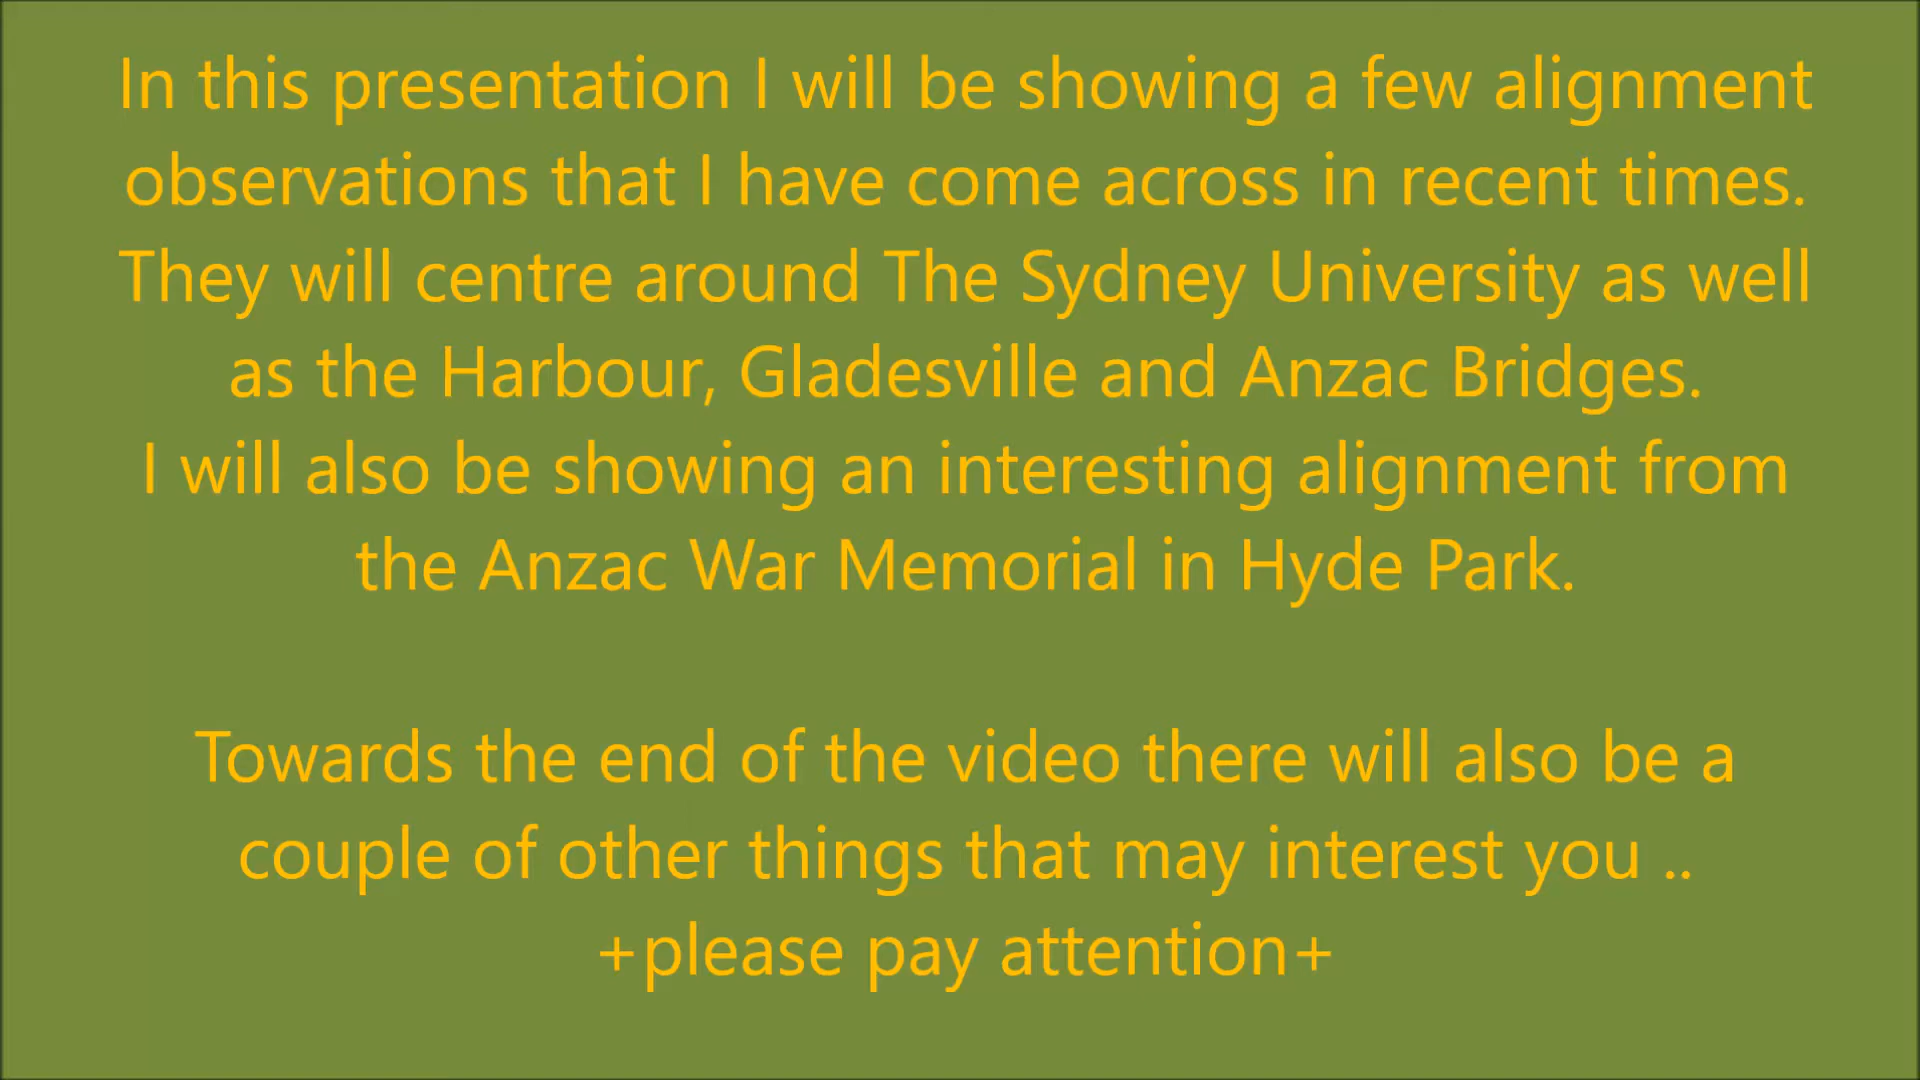 In this presentation I will be showing a few alignment
observations that I have come across in recent times.
They will centre around The Sydney University as well
as the Harbour, Gladesville and Anzac Bridges.
I will also be showing an interesting alignment from
the Anzac War Memorial in Hyde Park.
Towards the end of the video there will also be a
couple of other things that may interest you ..
+please pay attention+